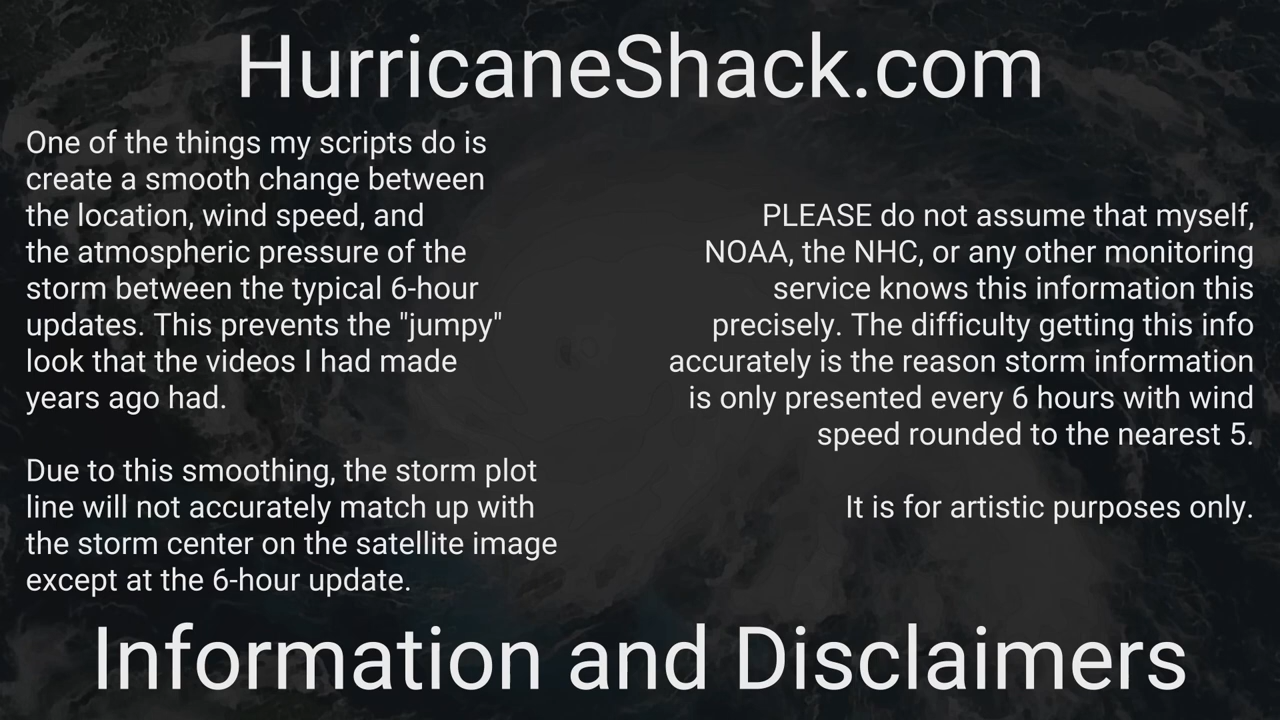 HurricaneShack.com
One of the things my scripts do is
create a smooth change between
the location, wind speed, and
the atmospheric pressure of the
storm between the typical 6-hour
updates. This prevents the "jumpy"
look that the videos I had made
years ago had.
Due to this smoothing, the storm plot
line will not accurately match up with
the storm center on the satellite image
except at the 6-hour update.
PLEASE do not assume that myself,
NOAA, the NHC, or any other monitoring
service knows this information this
precisely. The difficulty getting this info
accurately is the reason storm information
is only presented every 6 hours with wind
speed rounded to the nearest 5.
It is for artistic purposes only.
Information and Disclaimers